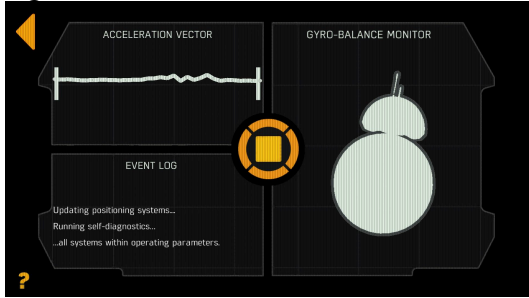 ACCELERATION VECTOR
GYRO-BALANCE MONITOR
EVENT LOG
Updating positioning systems...
Running self-diagnostics...
...all systems within operating parameters.
?